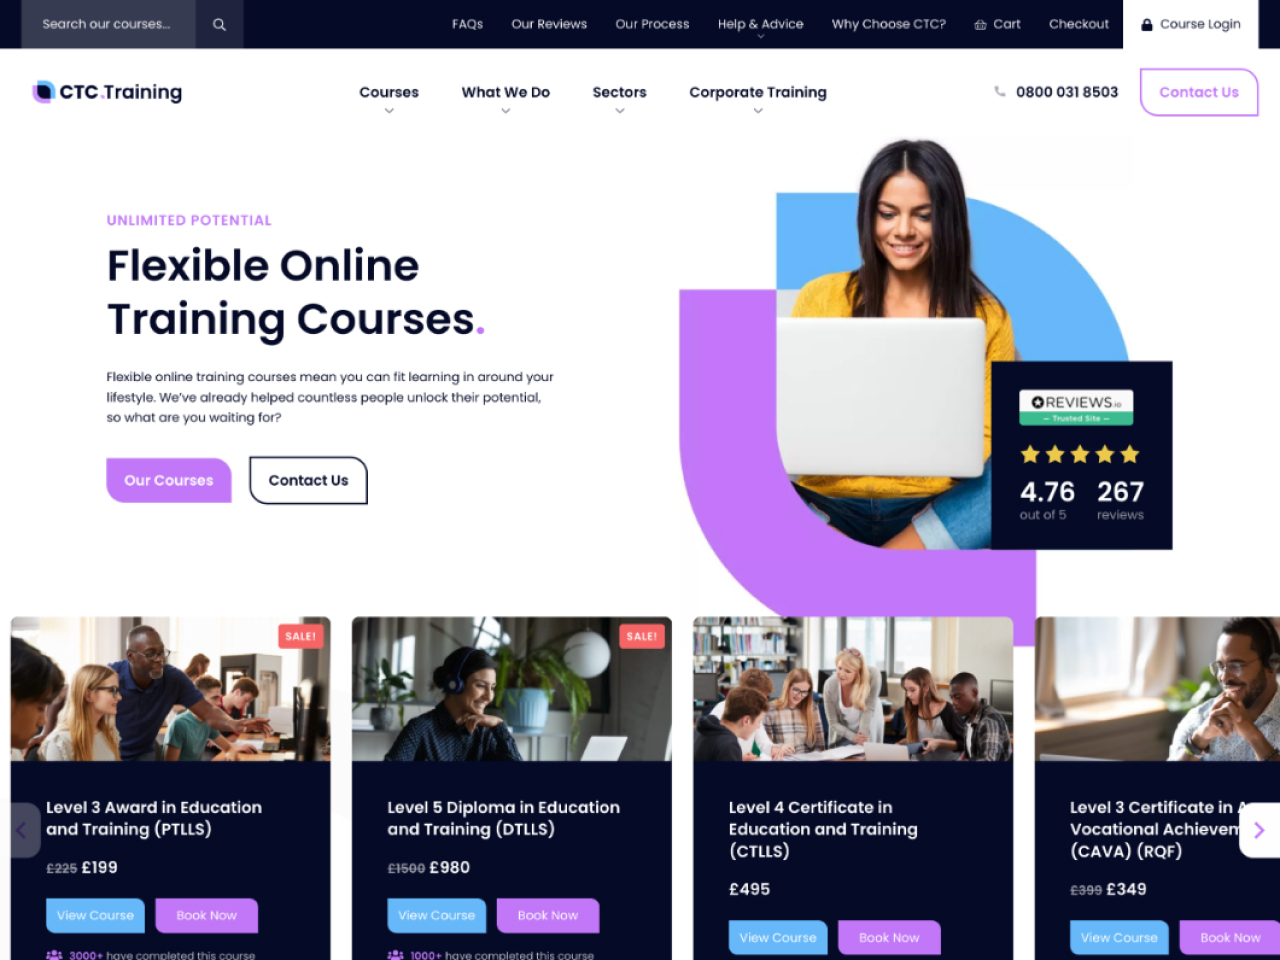 Search our courses...
FAQs
Our Reviews
Our Process
Help & Advice
Why Choose CTC?
Cart
Checkout
Course Login
CTC.Training
Courses
What We Do
Sectors
Corporate Training
0800 031 8503
Contact Us
UNLIMITED POTENTIAL
Flexible Online
Training Courses.
Flexible online training courses mean you can fit learning in around your
lifestyle. We've already helped countless people unlock their potential,
so what are you waiting for?
Our Courses
Contact Us
REVIEWS.io
– Trusted Site –
4.76
out of 5
267
reviews
SALE!
Level 3 Award in Education
and Training (PTLLS)
£225 £199
View Course
Book Now
3000+ have completed this course
SALE!
Level 5 Diploma in Education
and Training (DTLLS)
£1500 £980
View Course
Book Now
1000+ have completed this course
Level 4 Certificate in
Education and Training
(CTLLS)
£495
View Course
Book Now
Level 3 Certificate in
Vocational
(CAVA) (RQF)
£399 £349
View Course
Book Now